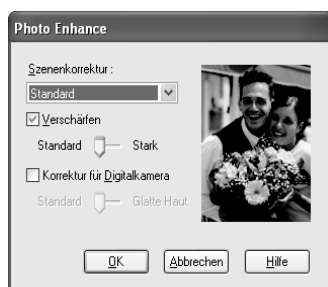 Photo Enhance
Szenenkorrektur :
Standard
Verschärfen
Standard Stark
Korrektur für Digitalkamera
Standard Glatte Haut
OK Abbrechen Hilfe